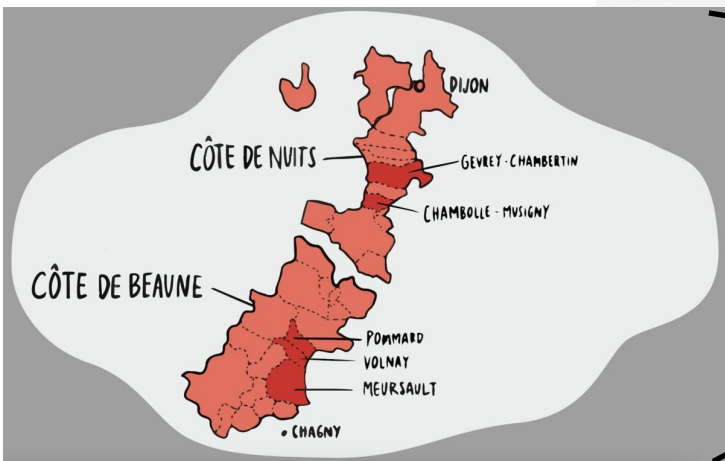 DIJON
CÔTE DE NUITS
GEVREY-CHAMBERTIN
CHAMBOLLE - MUSIGNY
CÔTE DE BEAUNE
POMMARD
VOLNAY
MEURSAULT
CHAGNY